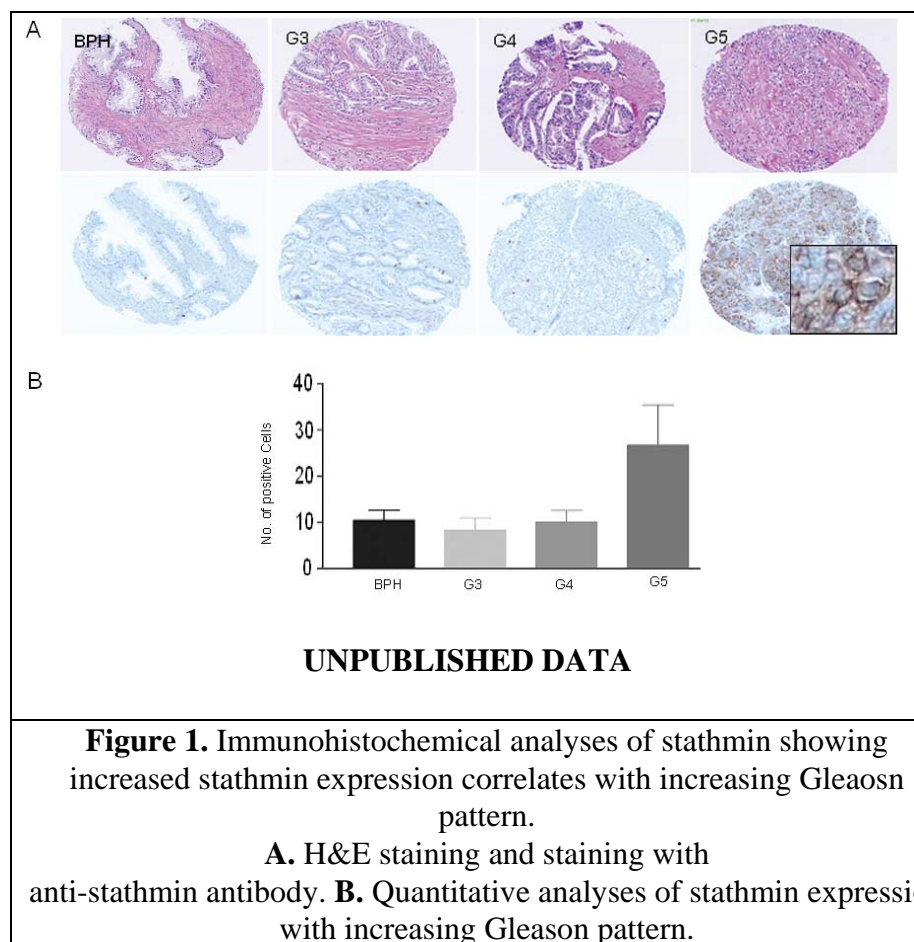 A
BPH
G3
G4
G5
B
No. of positive Cells
40
30
20
10
0
BPH
G3
G4
G5
UNPUBLISHED DATA
Figure 1. Immunohistochemical analyses of stathmin showing
increased stathmin expression correlates with increasing Gleaosn
pattern.
A. H&E staining and staining with
anti-stathmin antibody. B. Quantitative analyses of stathmin expressi
with increasing Gleason pattern.